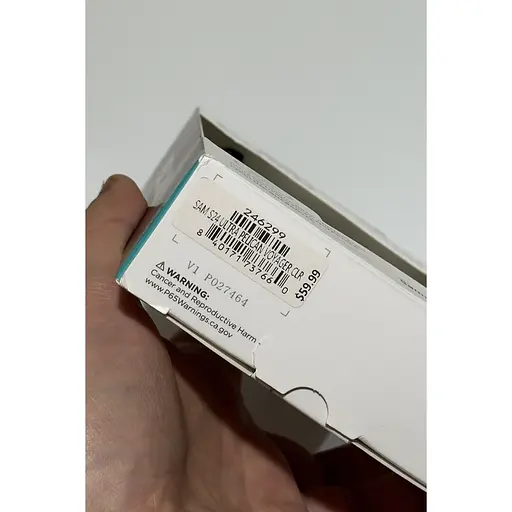 246299
SAM S24 ULTRA PELICAN VOYAGER CLR
8 40171 73766 0
$59.99
V1 P027464
⚠ WARNING:
Cancer and Reproductive Harm -
www.P65Warnings.ca.gov